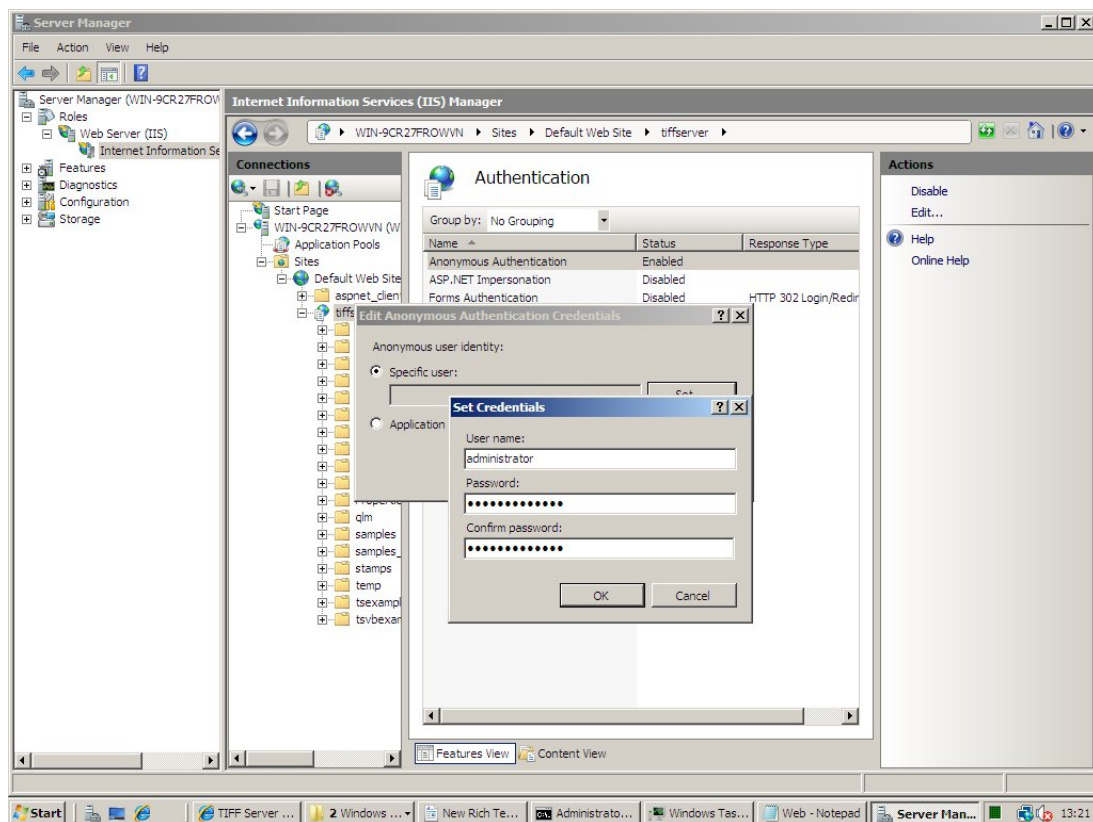 Server Manager
File Action View Help
Server Manager (WIN-9CR27FROW
Roles
Web Server (IIS)
Internet Information Se
Features
Diagnostics
Configuration
Storage
Internet Information Services (IIS) Manager
WIN-9CR27FROWVN Sites Default Web Site tiffserver
Connections
Start Page
WIN-9CR27FROWVN (W
Application Pools
Sites
Default Web Site
aspnet_clien
tiffs
qlm
samples
samples_
stamps
temp
tsexampl
tsvbexar
Authentication
Group by: No Grouping
Name Status Response Type
Anonymous Authentication Enabled
ASP.NET Impersonation Disabled
Forms Authentication Disabled HTTP 302 Login/Redir
Edit Anonymous Authentication Credentials
Anonymous user identity:
Specific user:
Application
Set Credentials
User name:
administrator
Password:
Confirm password:
OK Cancel
Features View Content View
Actions
Disable
Edit...
Help
Online Help
Start TIFF Server ... 2 Windows ... New Rich Te... Administrato... Windows Tas... Web - Notepad Server Man... 13:21